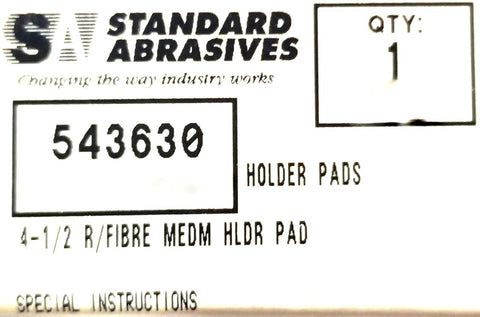 SA STANDARD
ABRASIVES
Changing the way industry works
QTY:
1
543630
HOLDER PADS
4-1/2 R/FIBRE MEDM HLDR PAD
SPECIAL INSTRUCTIONS